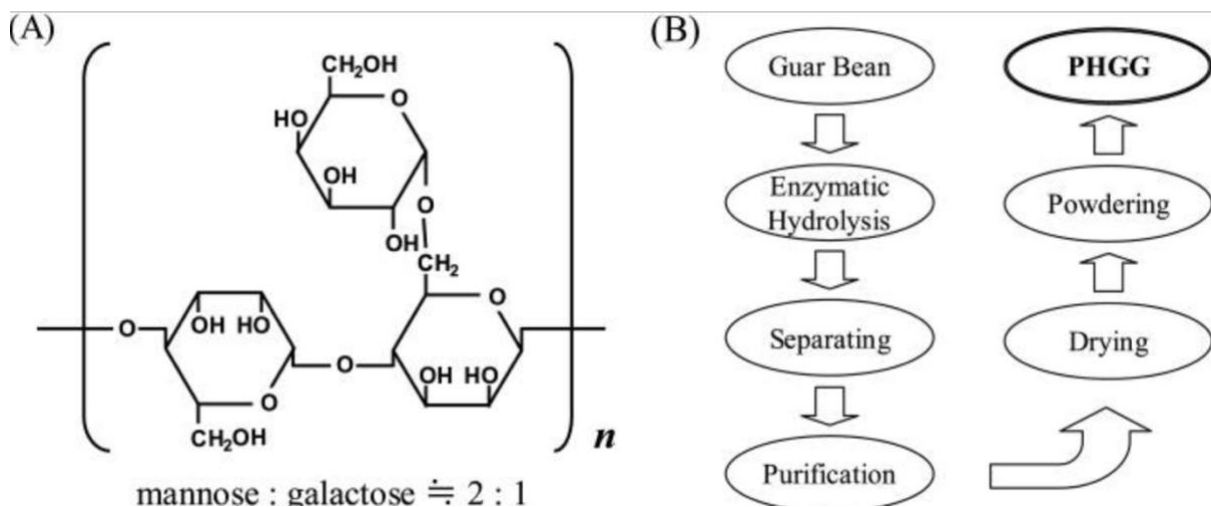 (A)
CH₂OH
O
HO
OH
O
OH
CH₂
O
O
OH HO
O
OH HO
O
CH₂OH
n
mannose : galactose ≒ 2 : 1
(B)
Guar Bean
Enzymatic
Hydrolysis
Separating
Purification
Drying
Powdering
PHGG